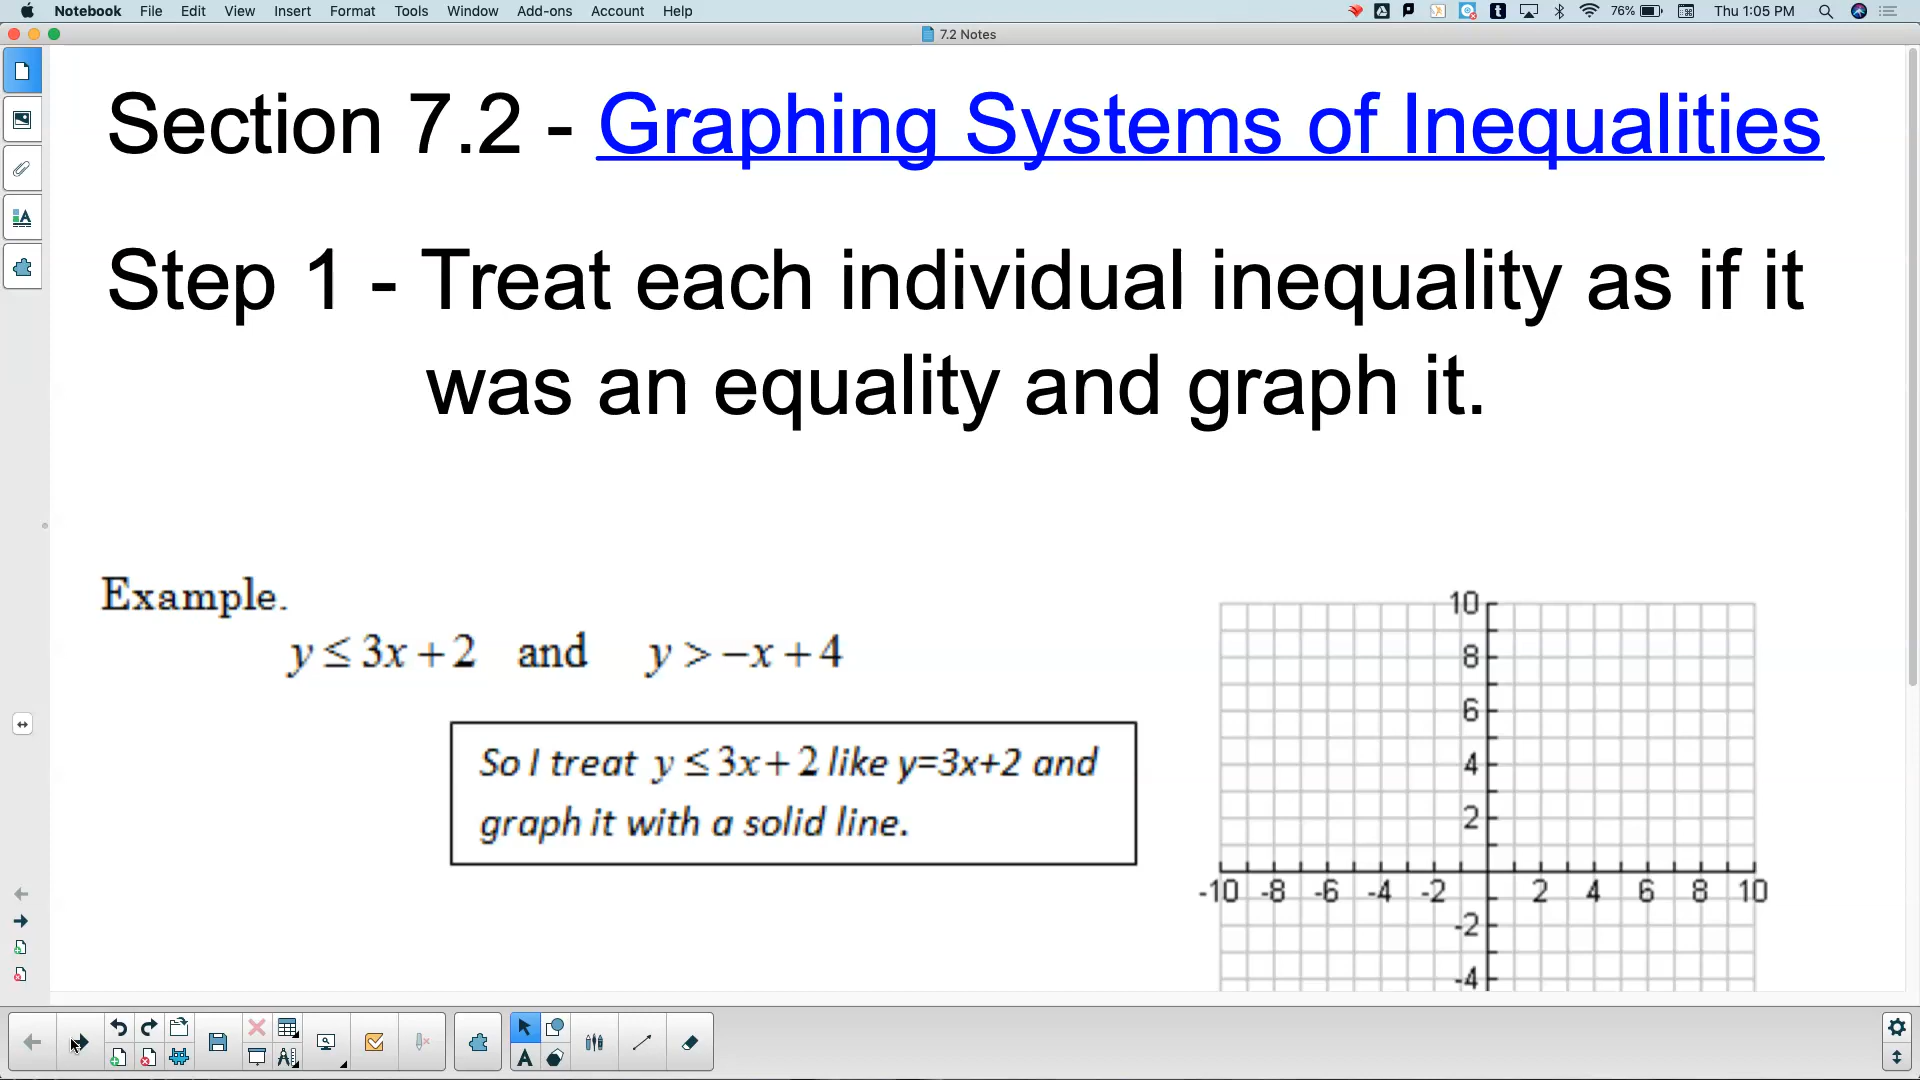 Notebook File Edit View Insert Format Tools Window Add-ons Account Help 76% Thu 1:05 PM
7.2 Notes
Section 7.2 - Graphing Systems of Inequalities
Step 1 - Treat each individual inequality as if it
was an equality and graph it.
Example.
y ≤ 3x + 2 and y > −x + 4
So I treat y ≤ 3x + 2 like y=3x+2 and
graph it with a solid line.
10
8
6
4
2
-10 -8 -6 -4 -2 2 4 6 8 10
-2
-4